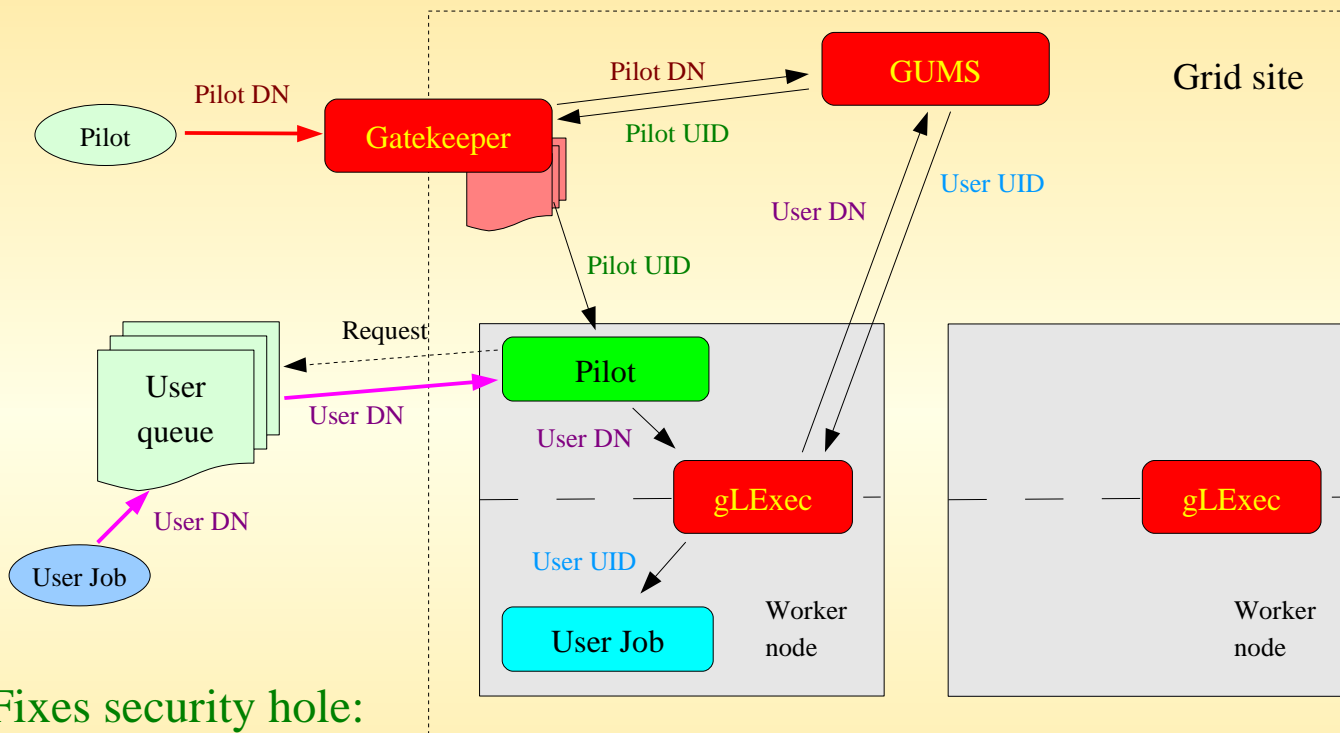 Grid site
GUMS
Pilot DN
Pilot DN
Pilot
Gatekeeper
Pilot UID
User UID
User DN
Pilot UID
Request
Pilot
User
queue
User DN
User DN
gLExec
gLExec
User DN
User UID
User Job
User Job
Worker
node
Worker
node
Fixes security hole: